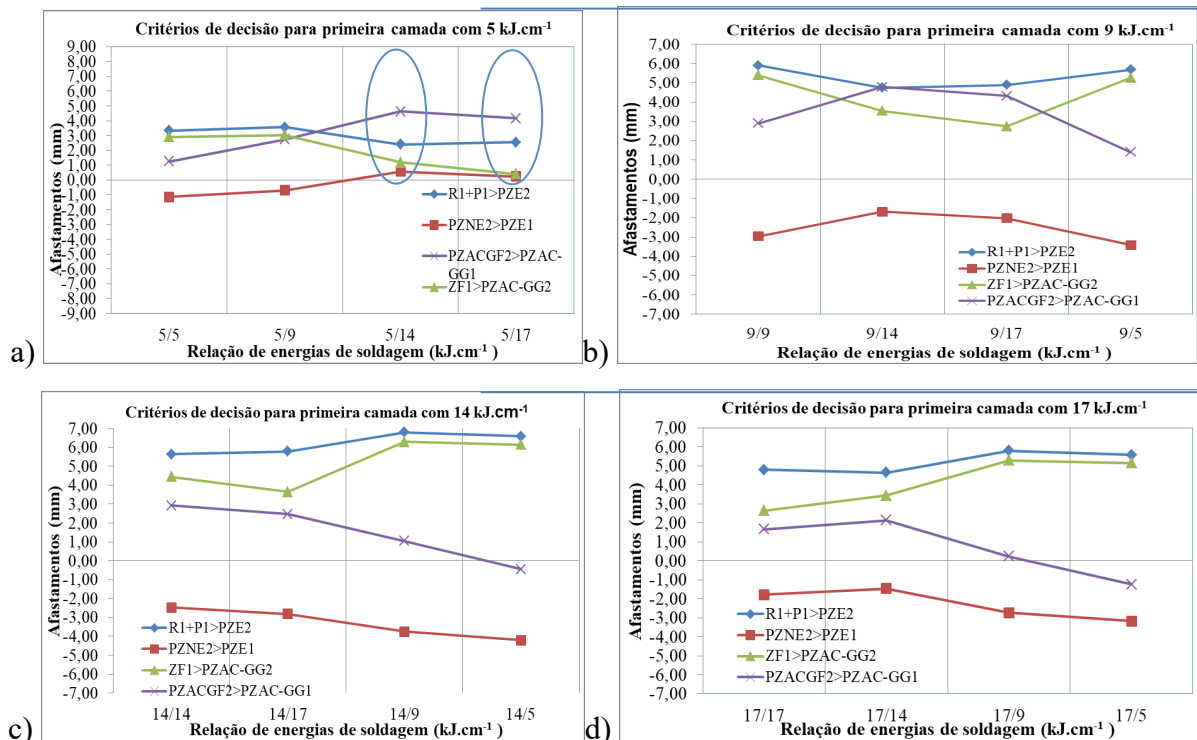 Critérios de decisão para primeira camada com 5 kJ.cm⁻¹
9,00
8,00
7,00
6,00
5,00
4,00
3,00
2,00
1,00
0,00
-1,00
-2,00
-3,00
-4,00
-5,00
-6,00
-7,00
-8,00
-9,00
Afastamentos (mm)
R1+P1>PZE2
PZNE2>PZE1
PZACGF2>PZAC-
GG1
ZF1>PZAC-GG2
5/5 5/9 5/14 5/17
Relação de energias de soldagem (kJ.cm⁻¹ )
a)
Critérios de decisão para primeira camada com 9 kJ.cm⁻¹
7,00
6,00
5,00
4,00
3,00
2,00
1,00
0,00
-1,00
-2,00
-3,00
-4,00
-5,00
-6,00
-7,00
Afastamentos (mm)
R1+P1>PZE2
PZNE2>PZE1
ZF1>PZAC-GG2
PZACGF2>PZAC-GG1
9/9 9/14 9/17 9/5
Relação de energias de soldagem (kJ.cm⁻¹ )
b)
Critérios de decisão para primeira camada com 14 kJ.cm⁻¹
7,00
6,00
5,00
4,00
3,00
2,00
1,00
0,00
-1,00
-2,00
-3,00
-4,00
-5,00
-6,00
-7,00
Afastamentos (mm)
R1+P1>PZE2
PZNE2>PZE1
ZF1>PZAC-GG2
PZACGF2>PZAC-GG1
14/14 14/17 14/9 14/5
Relação de energias de soldagem (kJ.cm⁻¹ )
c)
Critérios de decisão para primeira camada com 17 kJ.cm⁻¹
7,00
6,00
5,00
4,00
3,00
2,00
1,00
0,00
-1,00
-2,00
-3,00
-4,00
-5,00
-6,00
-7,00
Afastamentos (mm)
R1+P1>PZE2
PZNE2>PZE1
ZF1>PZAC-GG2
PZACGF2>PZAC-GG1
17/17 17/14 17/9 17/5
Relação de energias de soldagem (kJ.cm⁻¹ )
d)